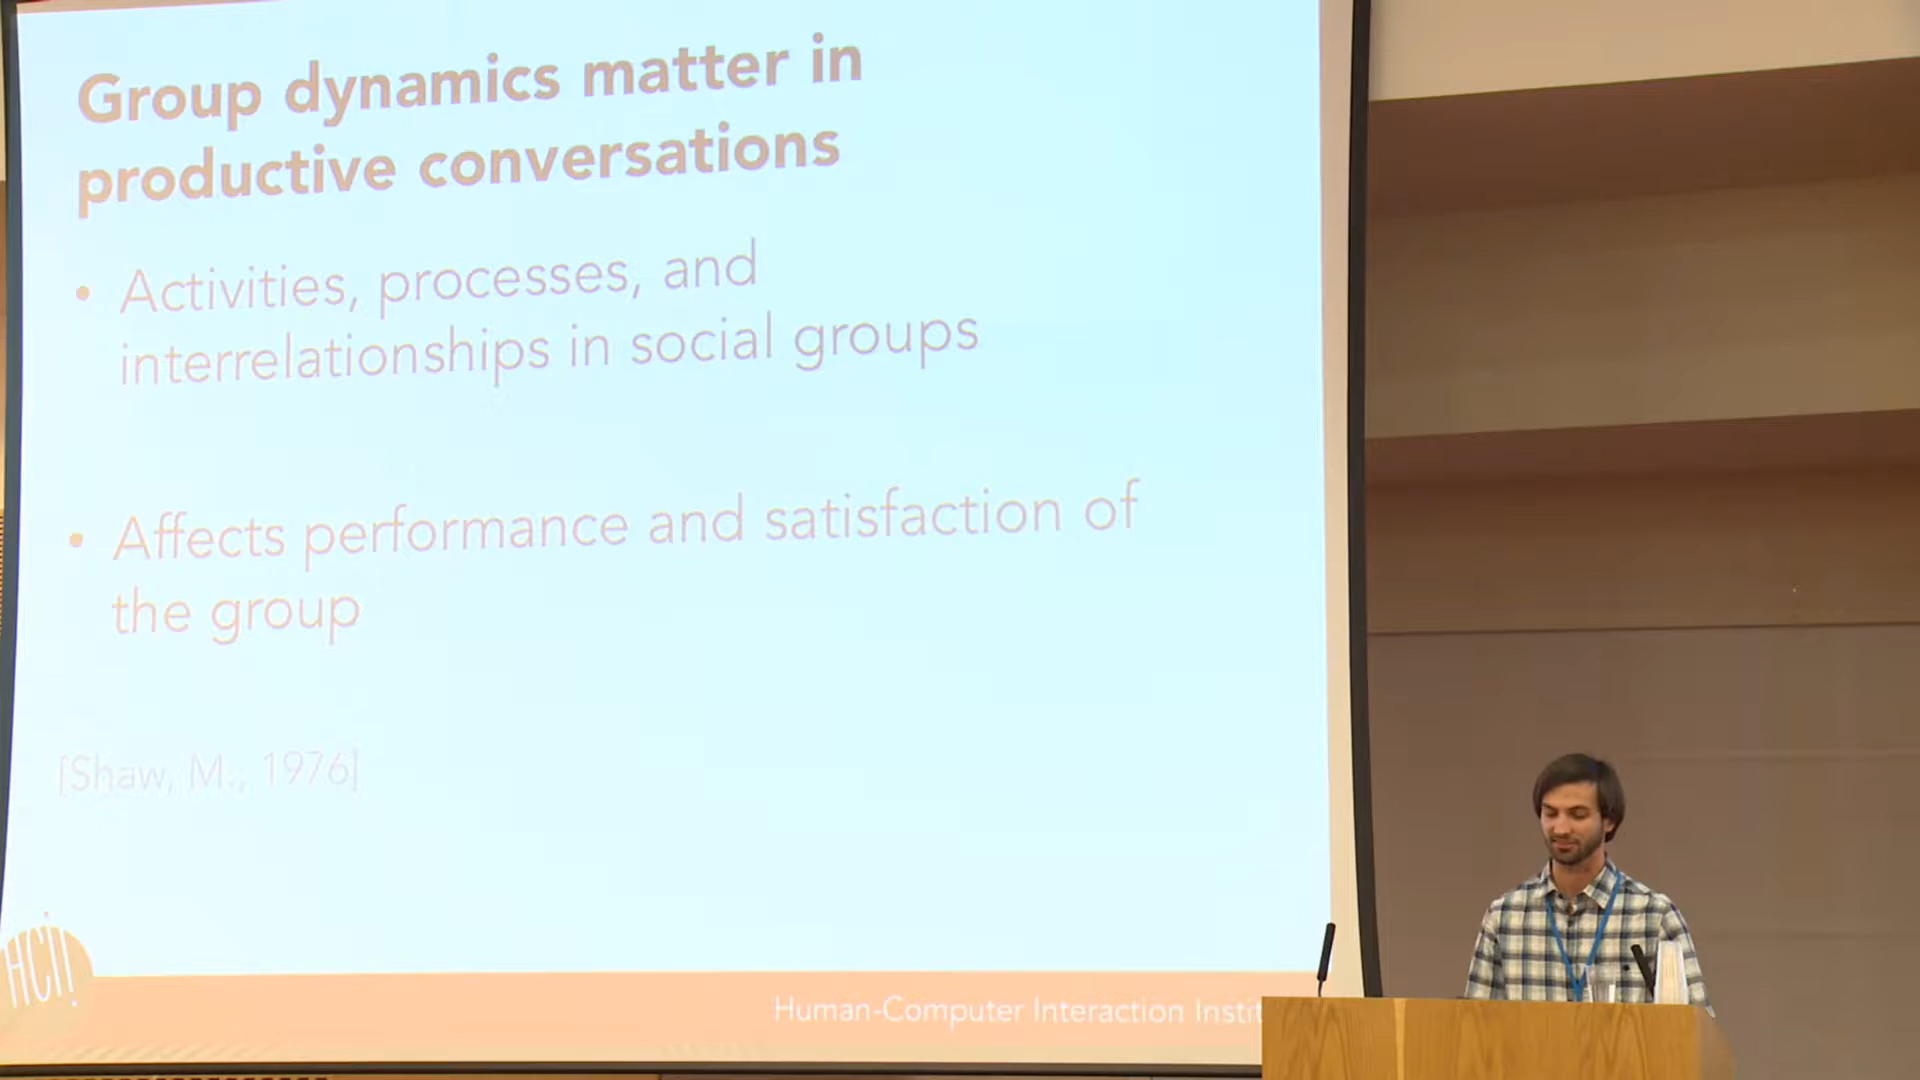 Group dynamics matter in
productive conversations
• Activities, processes, and
interrelationships in social groups
• Affects performance and satisfaction of
the group
[Shaw, M., 1976]
HCII
Human-Computer Interaction Instit